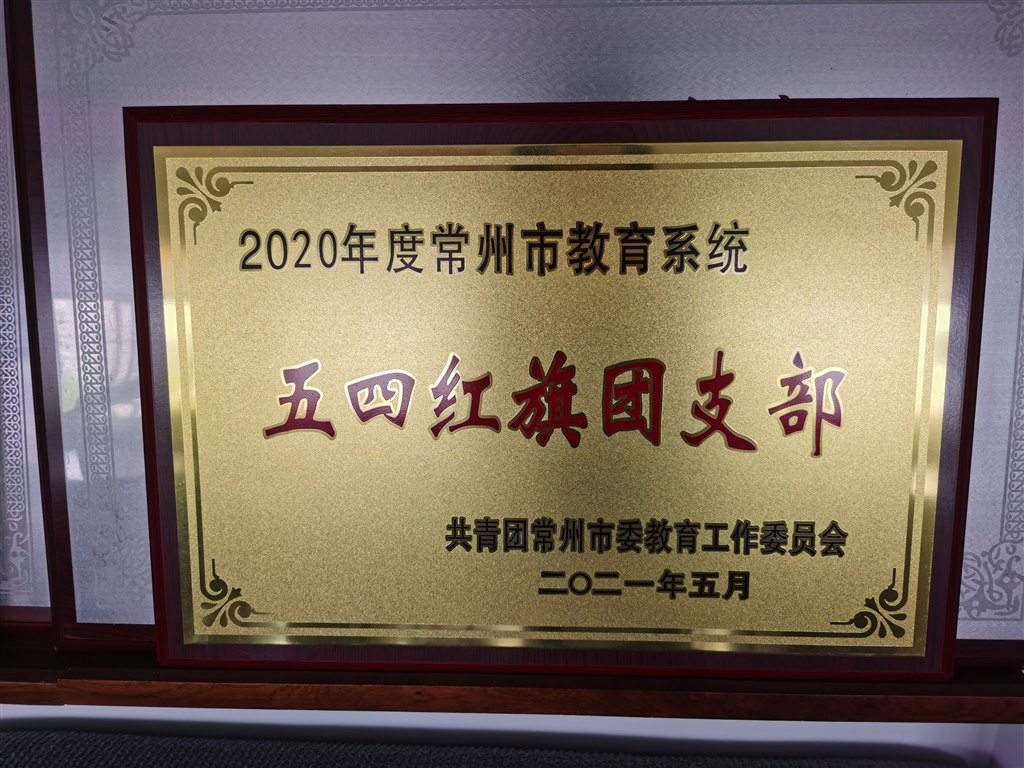 2020年度常州市教育系统
五四红旗团支部
共青团常州市委教育工作委员会
二〇二一年五月